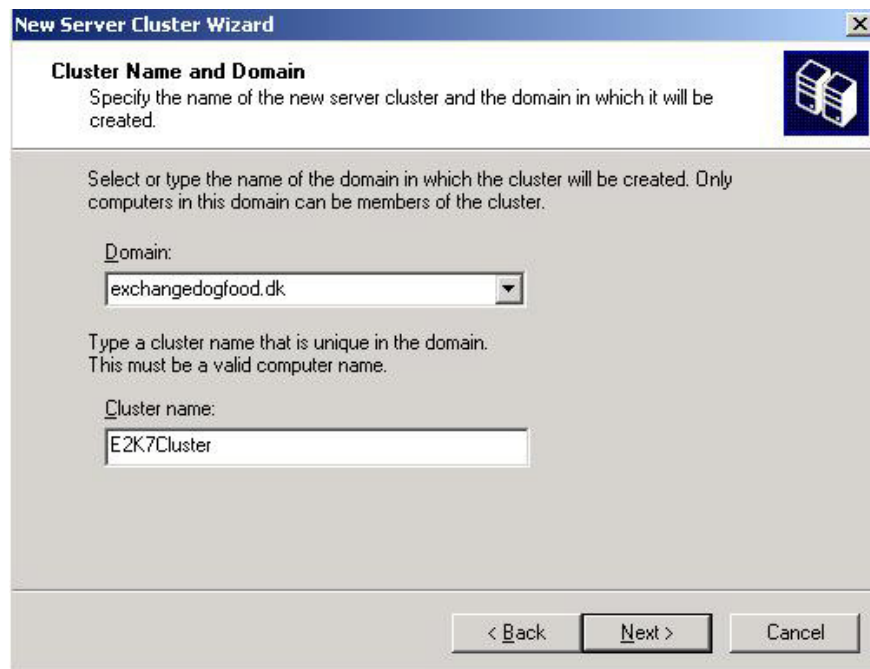 New Server Cluster Wizard
Cluster Name and Domain
Specify the name of the new server cluster and the domain in which it will be
created.
Select or type the name of the domain in which the cluster will be created. Only
computers in this domain can be members of the cluster.
Domain:
exchangedogfood.dk
Type a cluster name that is unique in the domain.
This must be a valid computer name.
Cluster name:
E2K7Cluster
< Back
Next >
Cancel